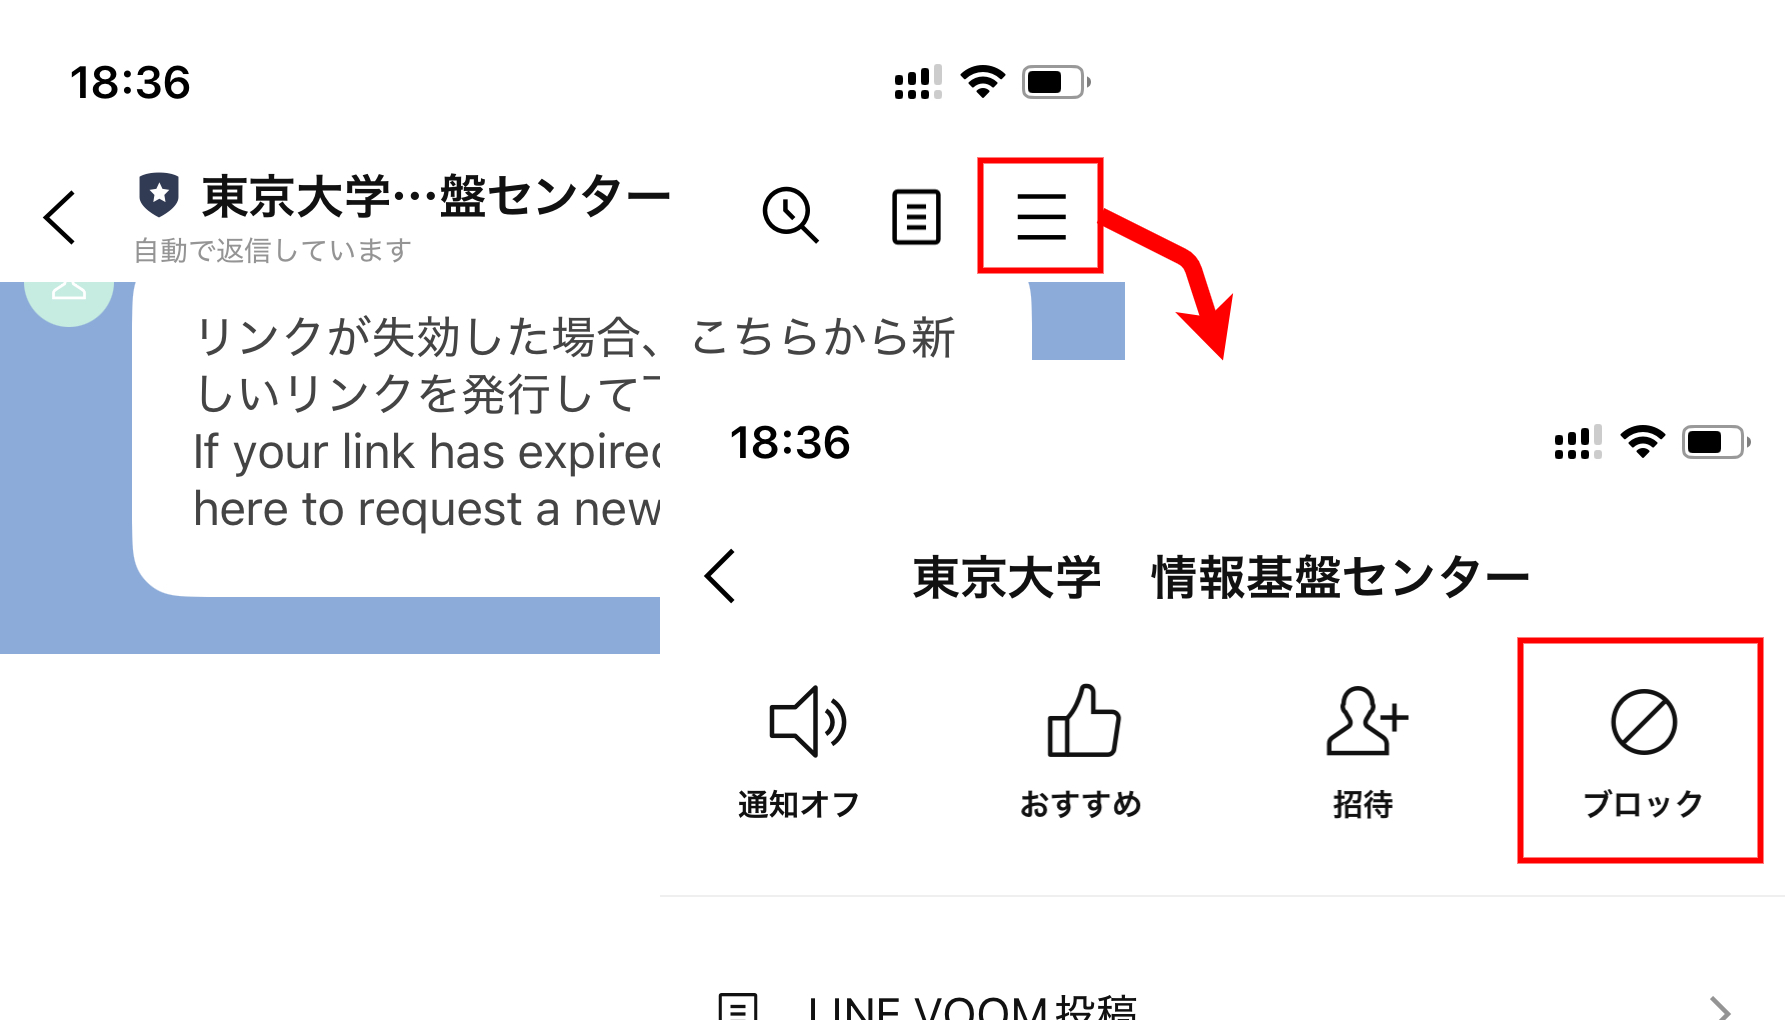 18:36
東京大学…盤センター
自動で返信しています
リンクが失効した場合、こちらから新
しいリンクを発行して
If your link has expired
here to request a new
18:36
東京大学　情報基盤センター
通知オフ
おすすめ
招待
ブロック
LINE VOOM投稿